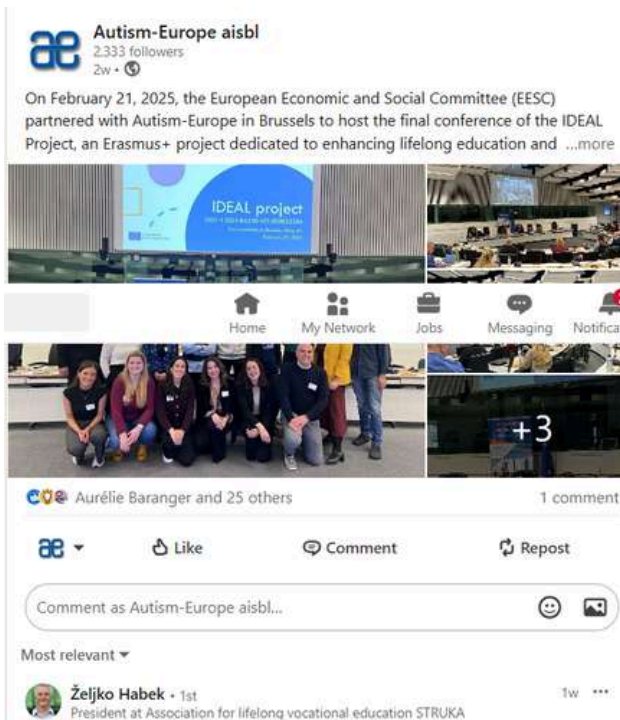 Autism-Europe aisbl
2.333 followers
2w •
On February 21, 2025, the European Economic and Social Committee (EESC)
partnered with Autism-Europe in Brussels to host the final conference of the IDEAL
Project, an Erasmus+ project dedicated to enhancing lifelong education and ...more
IDEAL project
Home
My Network
Jobs
Messaging
Notifica
+3
Aurélie Baranger and 25 others
1 comment
Like
Comment
Repost
Comment as Autism-Europe aisbl...
Most relevant
Željko Habek • 1st
1w
President at Association for lifelong vocational education STRUKA